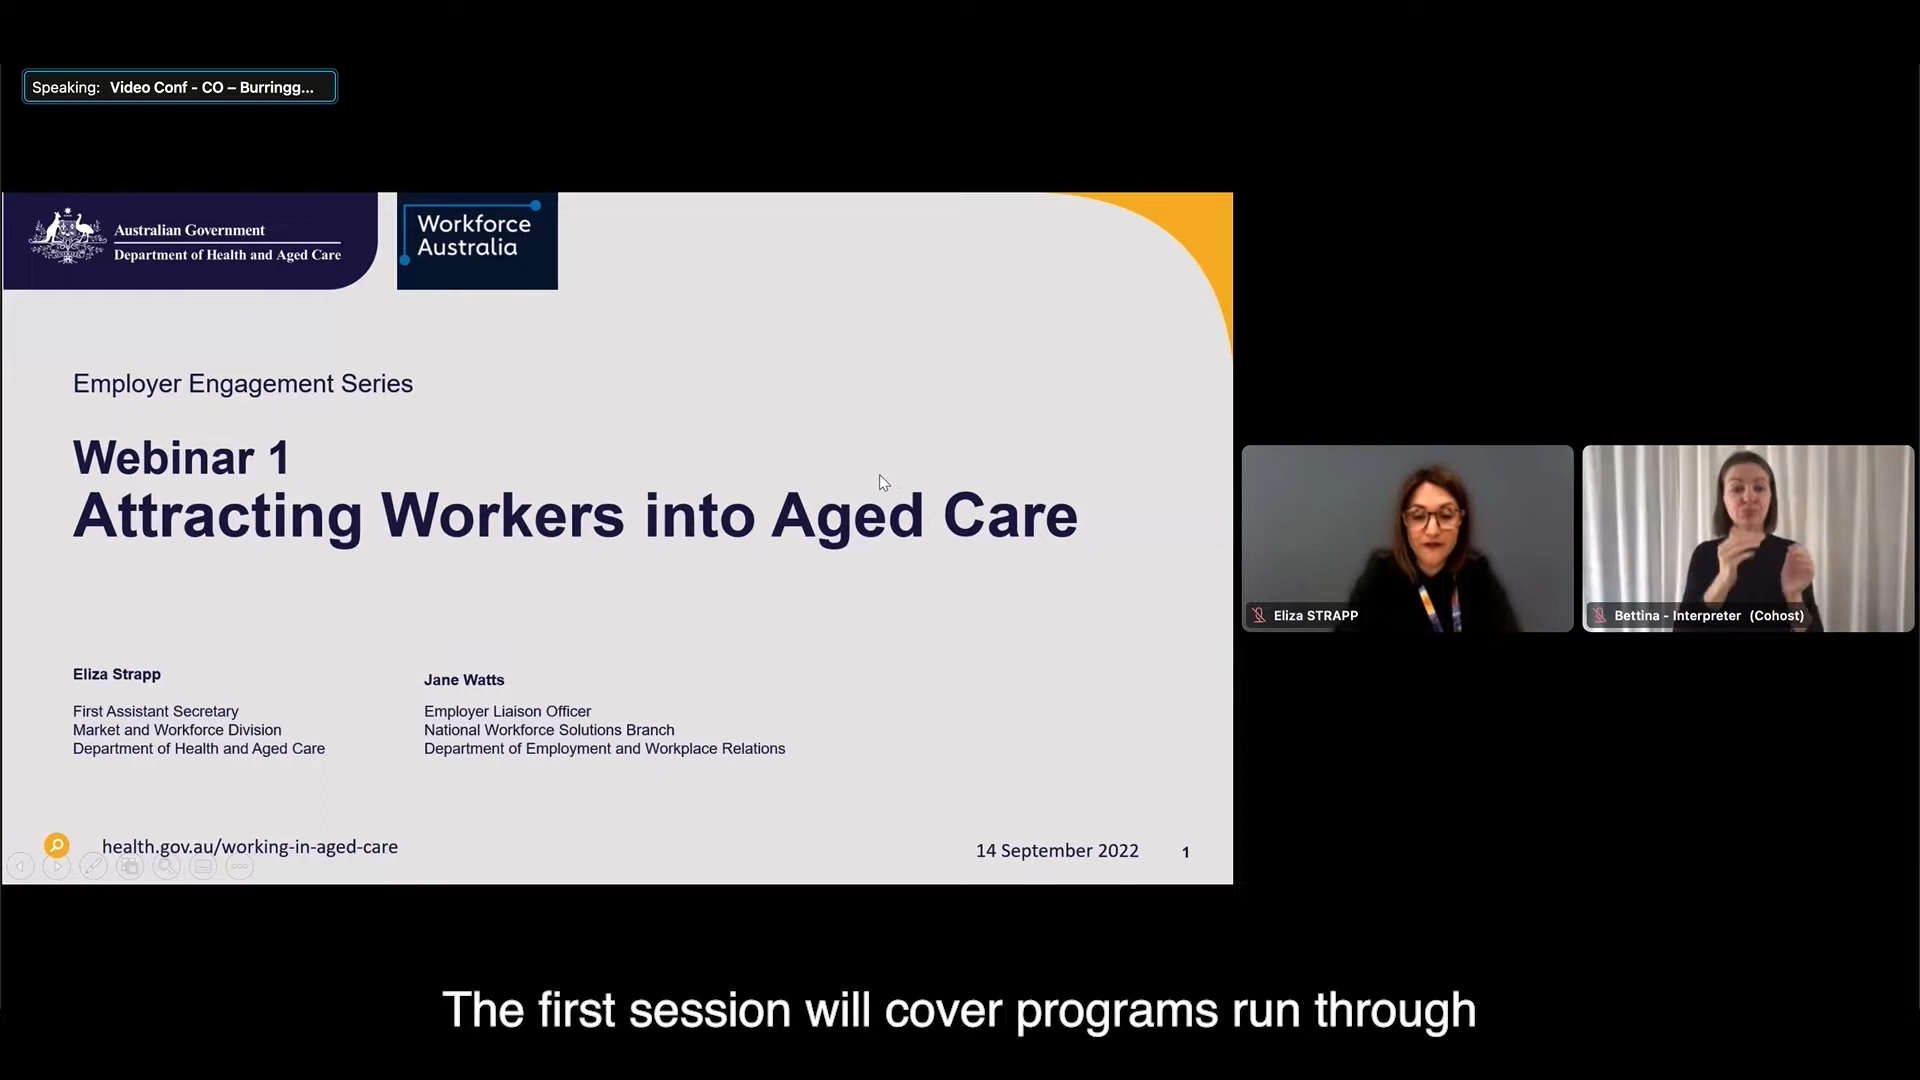 Speaking: Video Conf - CO – Burringg...
Australian Government
Department of Health and Aged Care
Workforce
Australia
Employer Engagement Series
Webinar 1
Attracting Workers into Aged Care
Eliza Strapp
First Assistant Secretary
Market and Workforce Division
Department of Health and Aged Care
Jane Watts
Employer Liaison Officer
National Workforce Solutions Branch
Department of Employment and Workplace Relations
health.gov.au/working-in-aged-care
14 September 2022
1
Eliza STRAPP
Bettina - Interpreter (Cohost)
The first session will cover programs run through